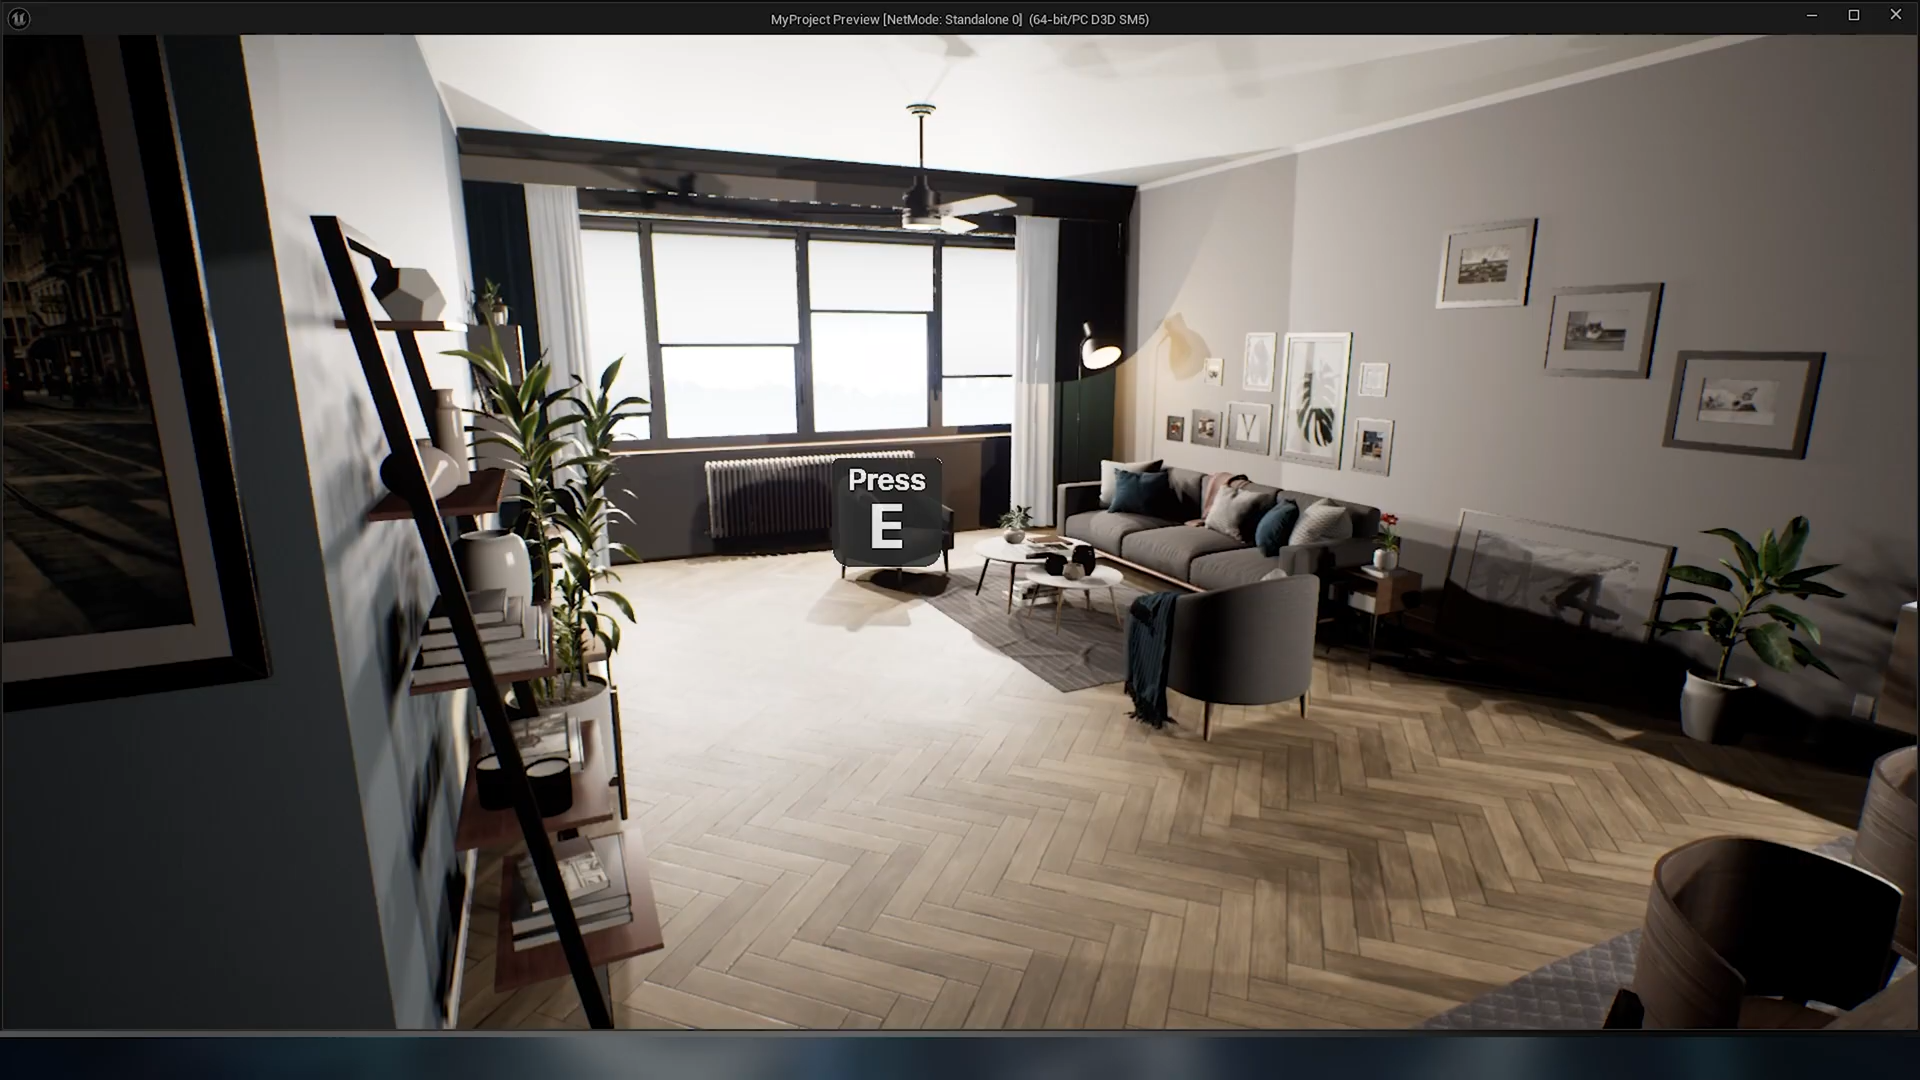 MyProject Preview [NetMode: Standalone 0] (64-bit/PC D3D SM5)
Press
E